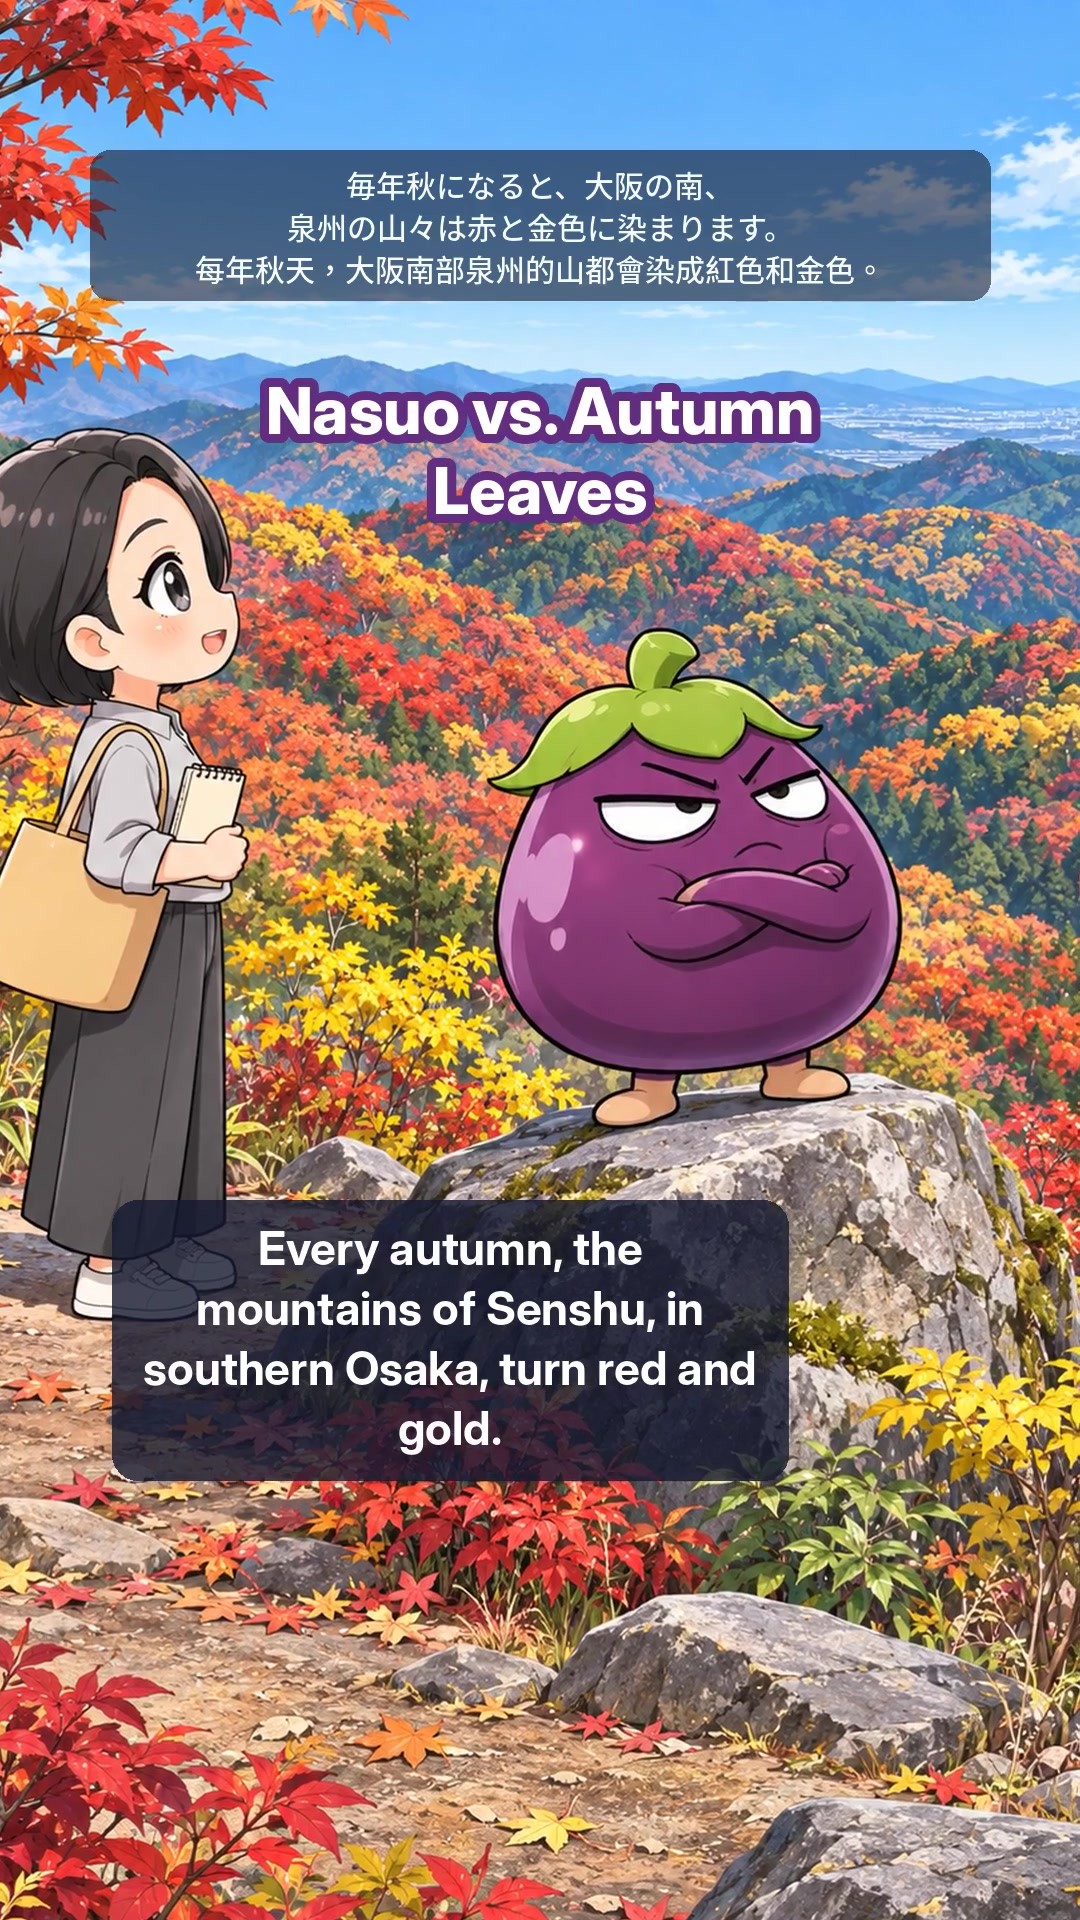 毎年秋になると、大阪の南、
泉州の山々は赤と金色に染まります。
每年秋天，大阪南部泉州的山都會染成紅色和金色。
Nasuo vs. Autumn
Leaves
Every autumn, the
mountains of Senshu, in
southern Osaka, turn red and
gold.